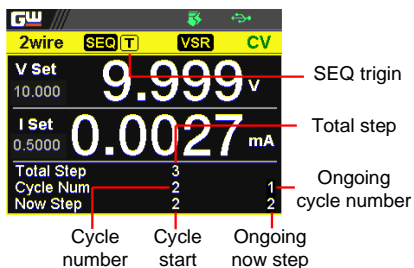 GW
2wire SEQ T VSR CV
V Set
10.000
9.999 v
I Set
0.5000
0.0027 mA
Total Step 3
Cycle Num 2 1
Now Step 2 2
SEQ trigin
Total step
Ongoing
cycle number
Cycle
number
Cycle
start
Ongoing
now step